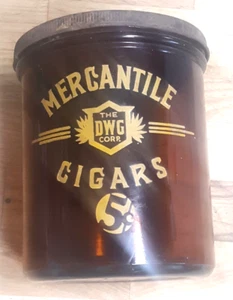 MERCANTILE
THE
DWG
CORP.
CIGARS
5¢